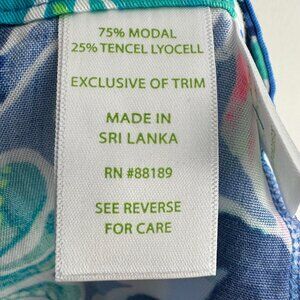 75% MODAL
25% TENCEL LYOCELL
EXCLUSIVE OF TRIM
MADE IN
SRI LANKA
RN #88189
SEE REVERSE
FOR CARE